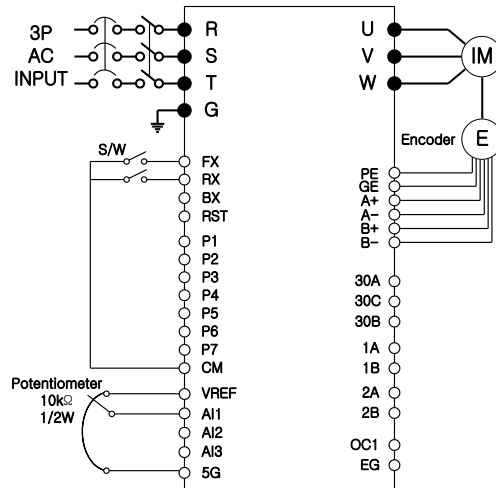 3P
AC
INPUT
R
S
T
G
S/W
FX
RX
BX
RST
P1
P2
P3
P4
P5
P6
P7
CM
Potentiometer
10kΩ
1/2W
VREF
AI1
AI2
AI3
5G
U
V
W
IM
Encoder
E
PE
GE
A+
A-
B+
B-
30A
30C
30B
1A
1B
2A
2B
OC1
EG